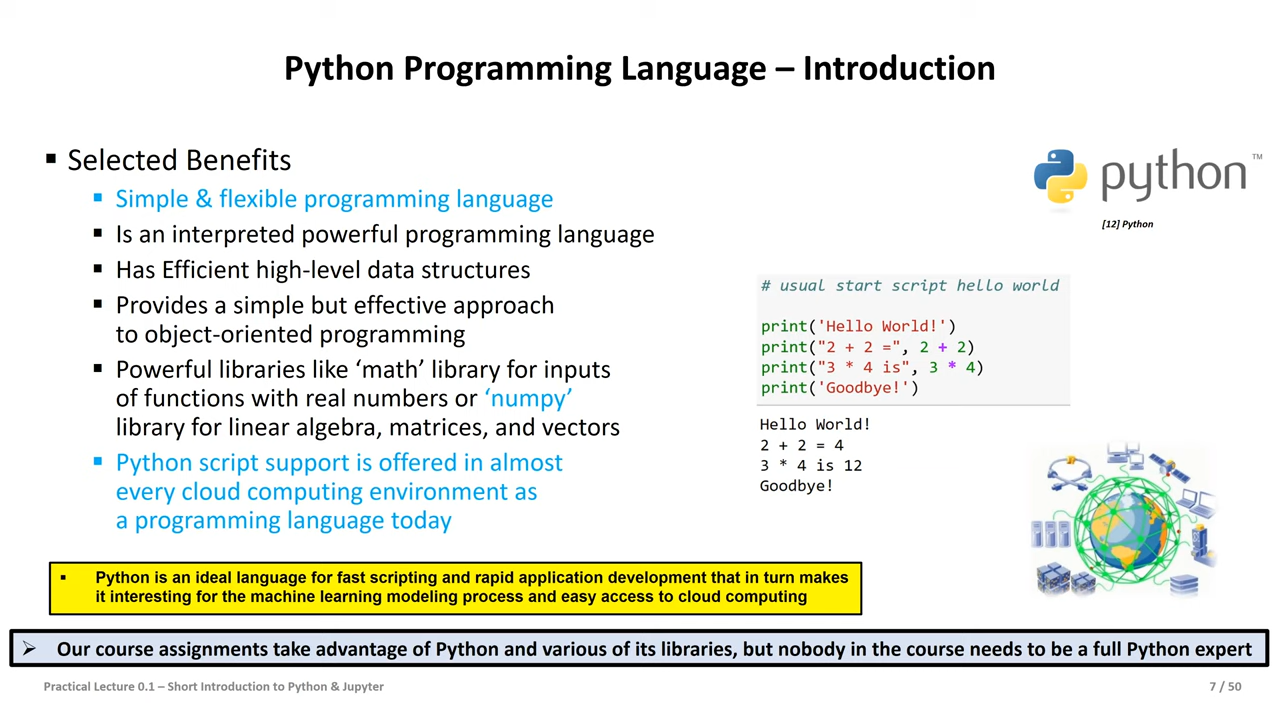 Python Programming Language – Introduction
▪ Selected Benefits
▪ Simple & flexible programming language
▪ Is an interpreted powerful programming language
▪ Has Efficient high-level data structures
▪ Provides a simple but effective approach
to object-oriented programming
▪ Powerful libraries like ‘math’ library for inputs
of functions with real numbers or ‘numpy’
library for linear algebra, matrices, and vectors
▪ Python script support is offered in almost
every cloud computing environment as
a programming language today
python™
[12] Python
# usual start script hello world
print('Hello World!')
print("2 + 2 =", 2 + 2)
print("3 * 4 is", 3 * 4)
print('Goodbye!')
Hello World!
2 + 2 = 4
3 * 4 is 12
Goodbye!
▪ Python is an ideal language for fast scripting and rapid application development that in turn makes
it interesting for the machine learning modeling process and easy access to cloud computing
➢ Our course assignments take advantage of Python and various of its libraries, but nobody in the course needs to be a full Python expert
Practical Lecture 0.1 – Short Introduction to Python & Jupyter
7 / 50